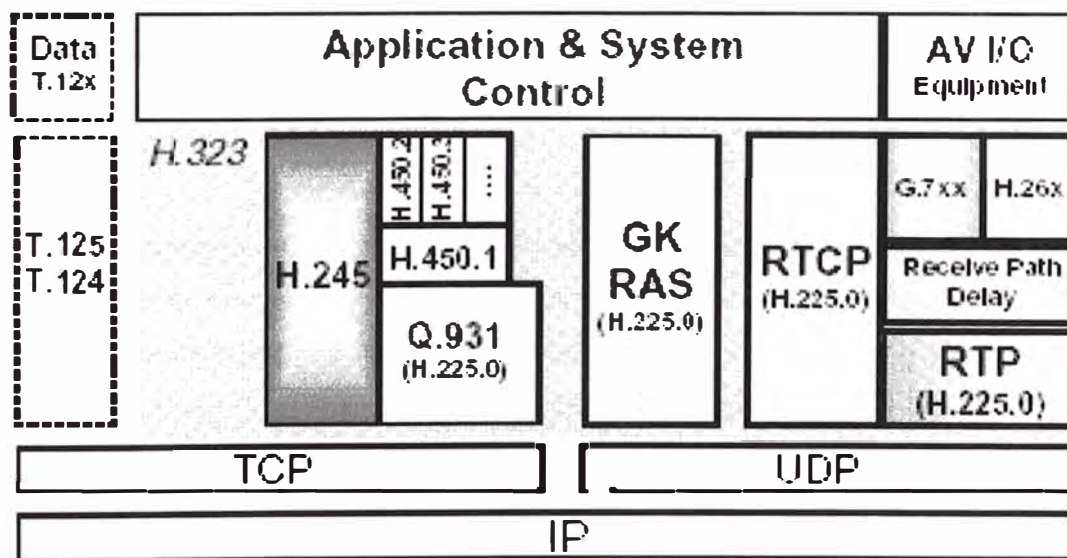 Data
T.12x
Application & System
Control
AV I/O
Equipment
H.323
T.125
T.124
H.245
H.450.2
H.450.3
....
H.450.1
Q.931
(H.225.0)
GK
RAS
(H.225.0)
RTCP
(H.225.0)
G.7xx
H.26x
Receive Path
Delay
RTP
(H.225.0)
TCP
UDP
IP